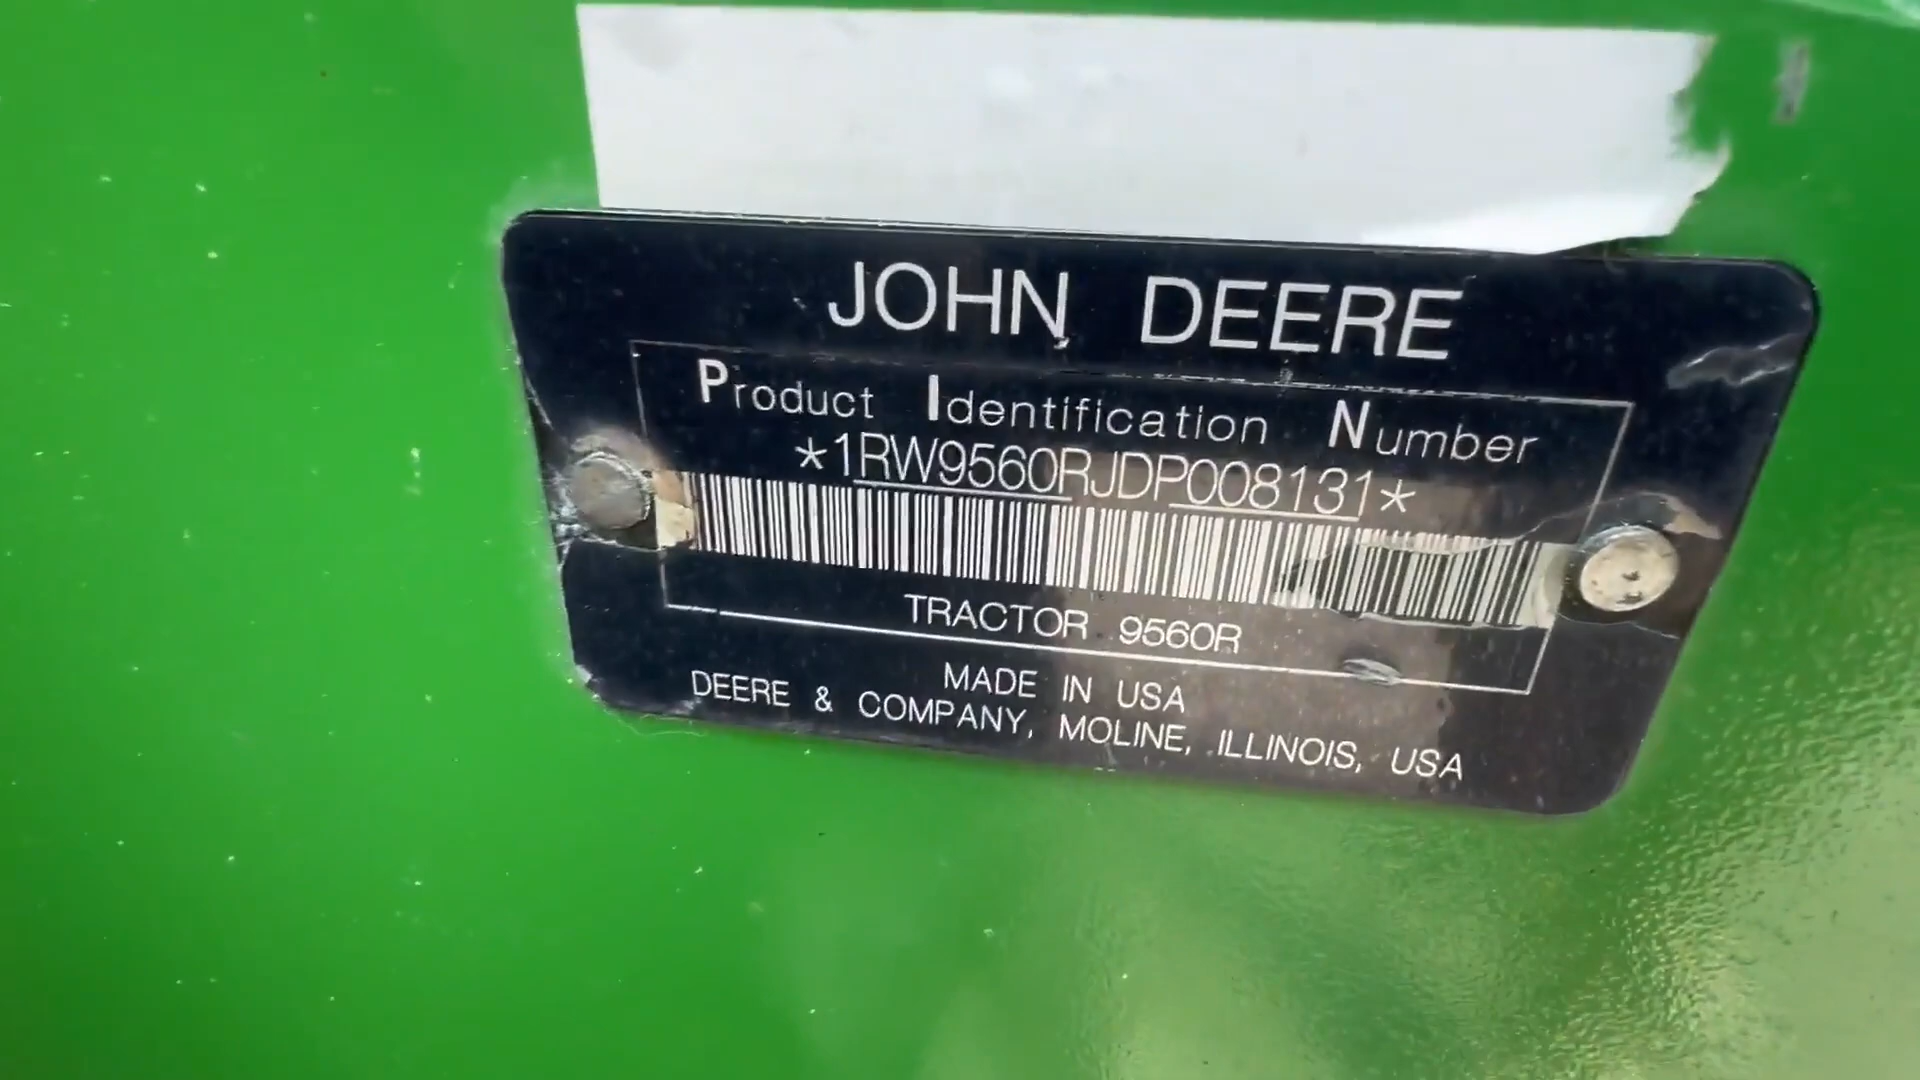 JOHN DEERE
Product Identification Number
*1RW9560RJDP008131*
TRACTOR 9560R
MADE IN USA
DEERE & COMPANY, MOLINE, ILLINOIS, USA